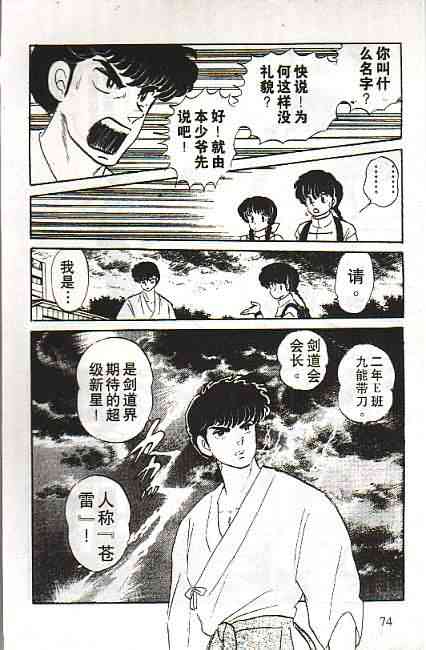 你叫什
么名字？
快说！为
何这样没
礼貌？
好！就由
本少爷先
说吧！
……
……
请。
我是…
二年E班
九能带刀。
剑道会
会长。
是剑道界
期待的超
级新星！
人称『苍
雷』！
74